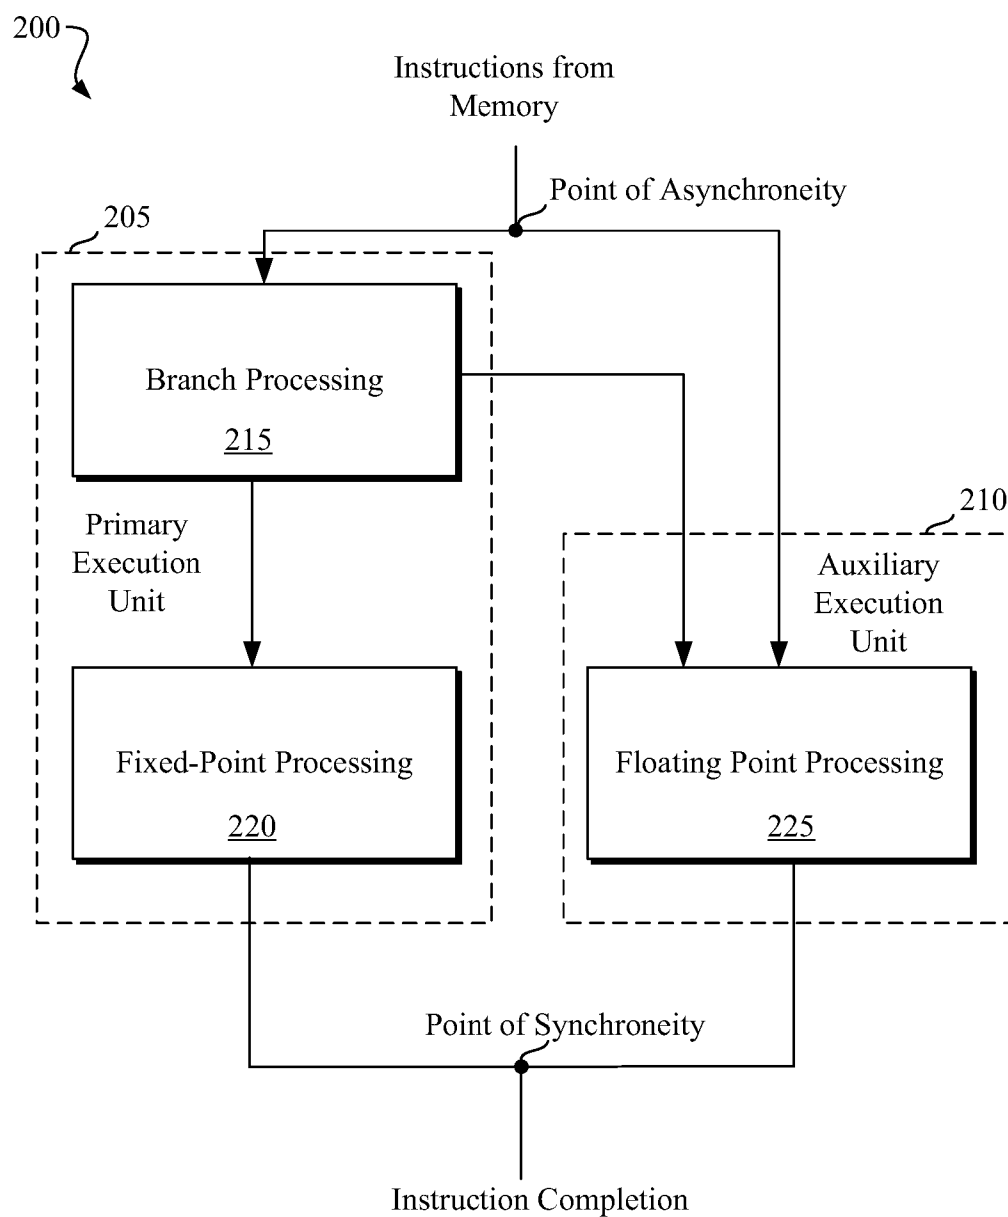 200
Instructions from
Memory
Point of Asynchroneity
205
Branch Processing
215
Primary
Execution
Unit
210
Auxiliary
Execution
Unit
Fixed-Point Processing
220
Floating Point Processing
225
Point of Synchroneity
Instruction Completion